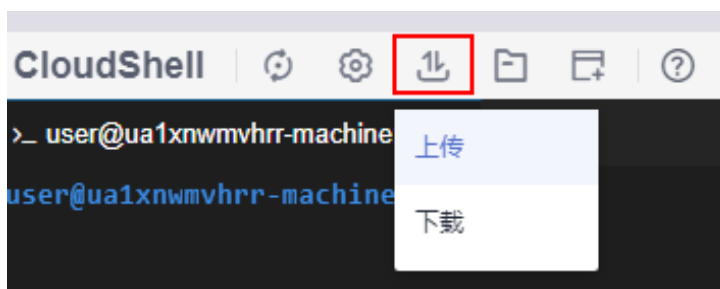 CloudShell
>_ user@ua1xnwmvhrr-machine
上传
user@ua1xnwmvhrr-machine
下载